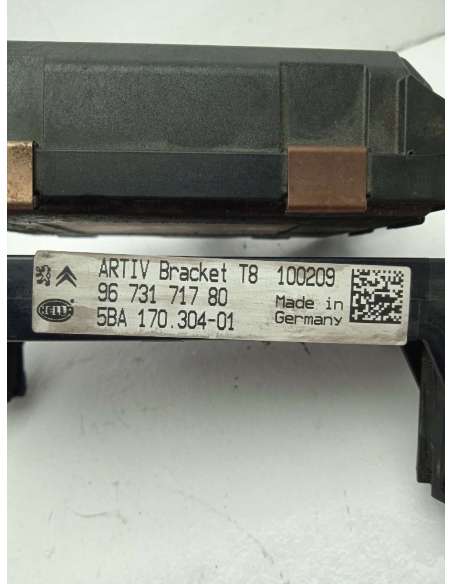 ARTIV Bracket T8 100209
96 731 717 80 Made in
HELLA 5BA 170.304-01 Germany